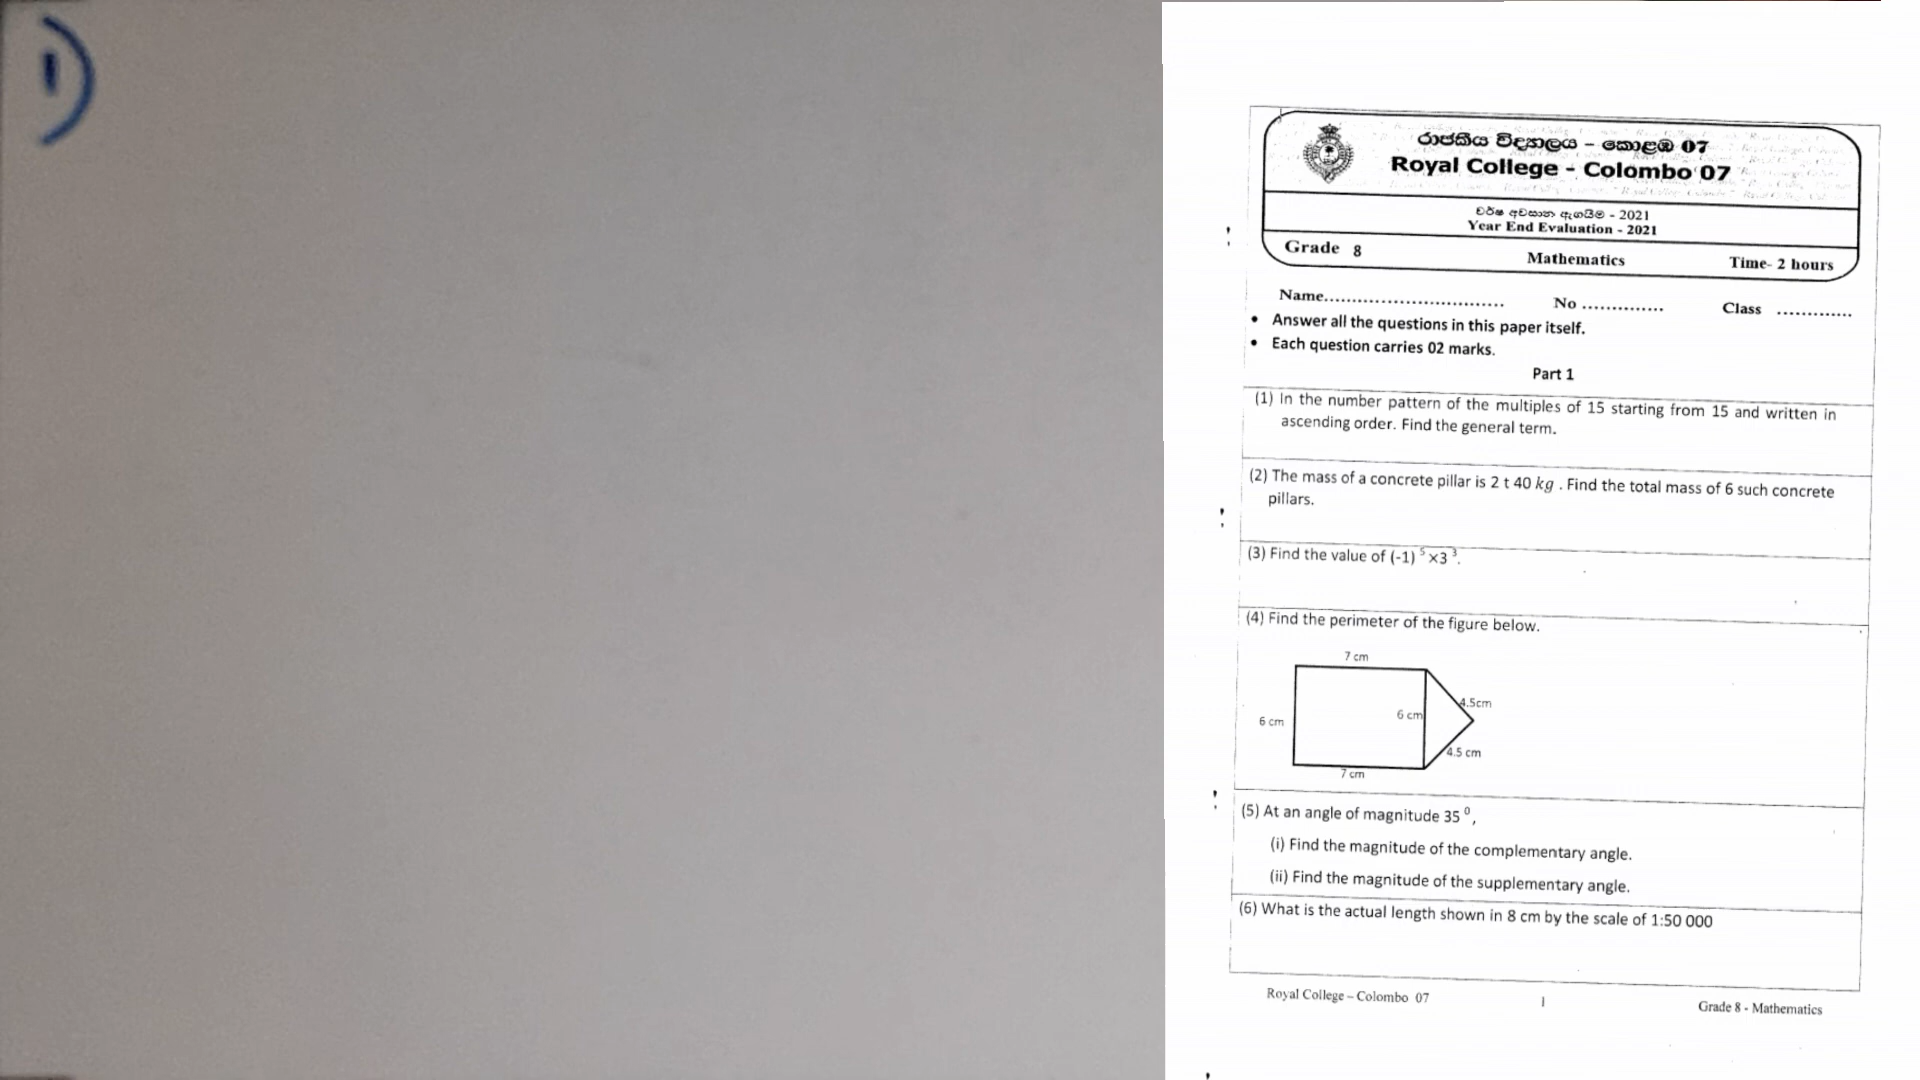 1)
රාජකීය විද්‍යාලය – කොළඹ 07
Royal College - Colombo 07
වර්ෂ අවසාන ඇගයීම - 2021
Year End Evaluation - 2021
Grade 8 Mathematics Time- 2 hours
Name............................... No .............. Class .............
• Answer all the questions in this paper itself.
• Each question carries 02 marks.
Part 1
(1) In the number pattern of the multiples of 15 starting from 15 and written in
ascending order. Find the general term.
(2) The mass of a concrete pillar is 2 t 40 kg . Find the total mass of 6 such concrete
pillars.
(3) Find the value of (-1) ⁵ ×3 ³.
(4) Find the perimeter of the figure below.
7 cm
4.5cm
6 cm
6 cm
4.5 cm
7 cm
(5) At an angle of magnitude 35 ⁰,
(i) Find the magnitude of the complementary angle.
(ii) Find the magnitude of the supplementary angle.
(6) What is the actual length shown in 8 cm by the scale of 1:50 000
Royal College – Colombo 07 1 Grade 8 - Mathematics